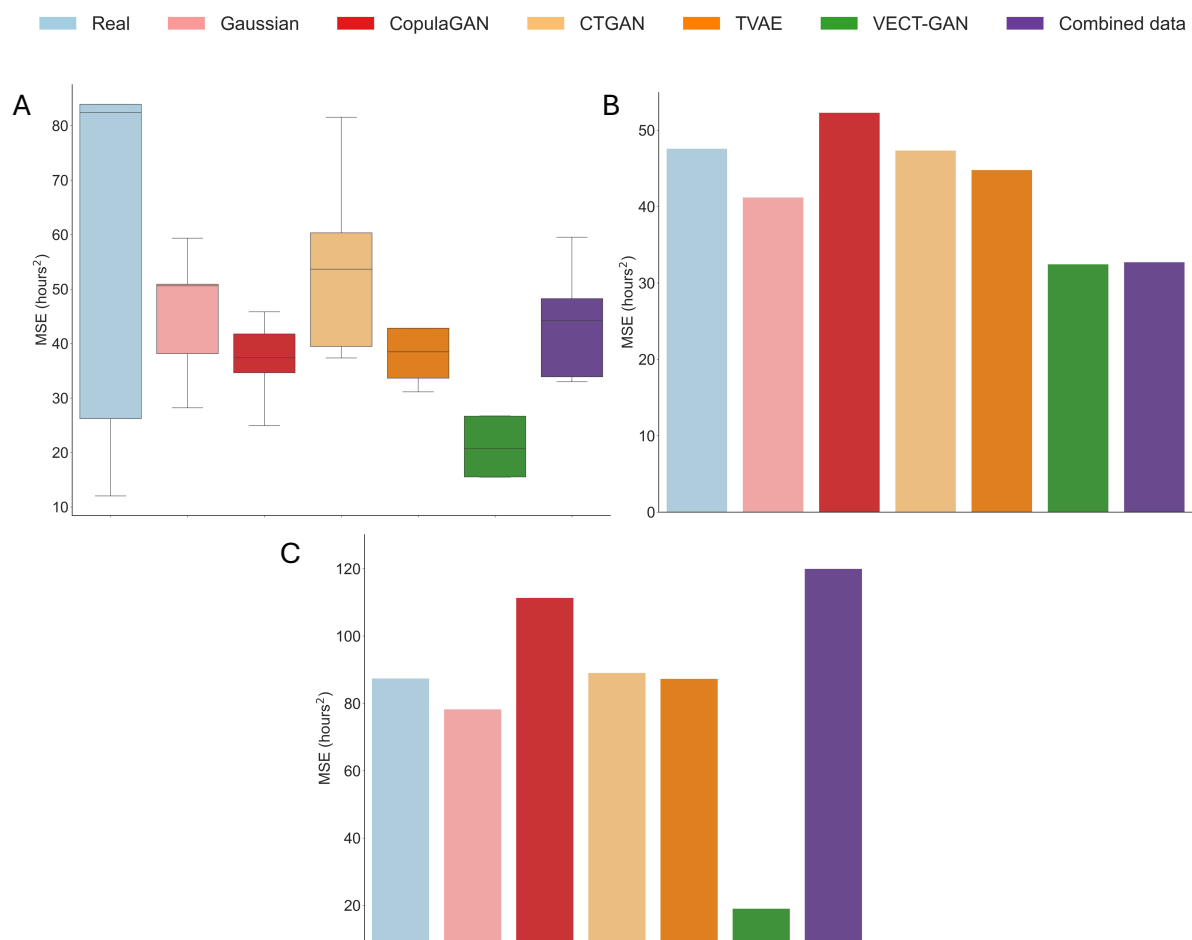 Real Gaussian CopulaGAN CTGAN TVAE VECT-GAN Combined data
A
MSE (hours²)
80
70
60
50
40
30
20
10
B
MSE (hours²)
50
40
30
20
10
0
C
MSE (hours²)
120
100
80
60
40
20